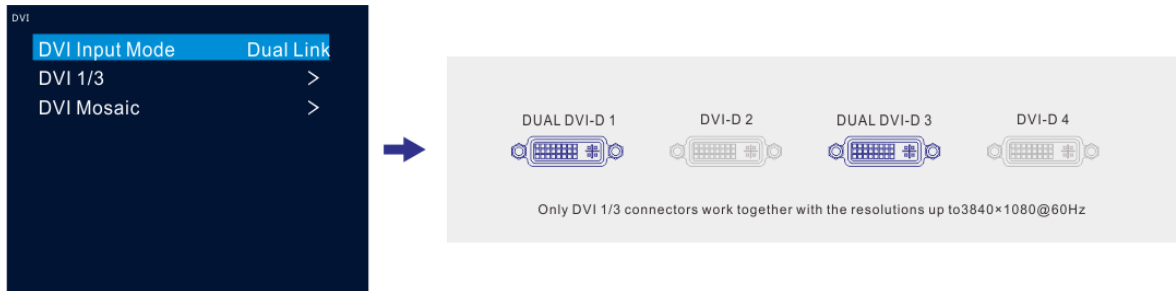 DVI
DVI Input Mode Dual Link
DVI 1/3 >
DVI Mosaic >
DUAL DVI-D 1 DVI-D 2 DUAL DVI-D 3 DVI-D 4
Only DVI 1/3 connectors work together with the resolutions up to3840×1080@60Hz